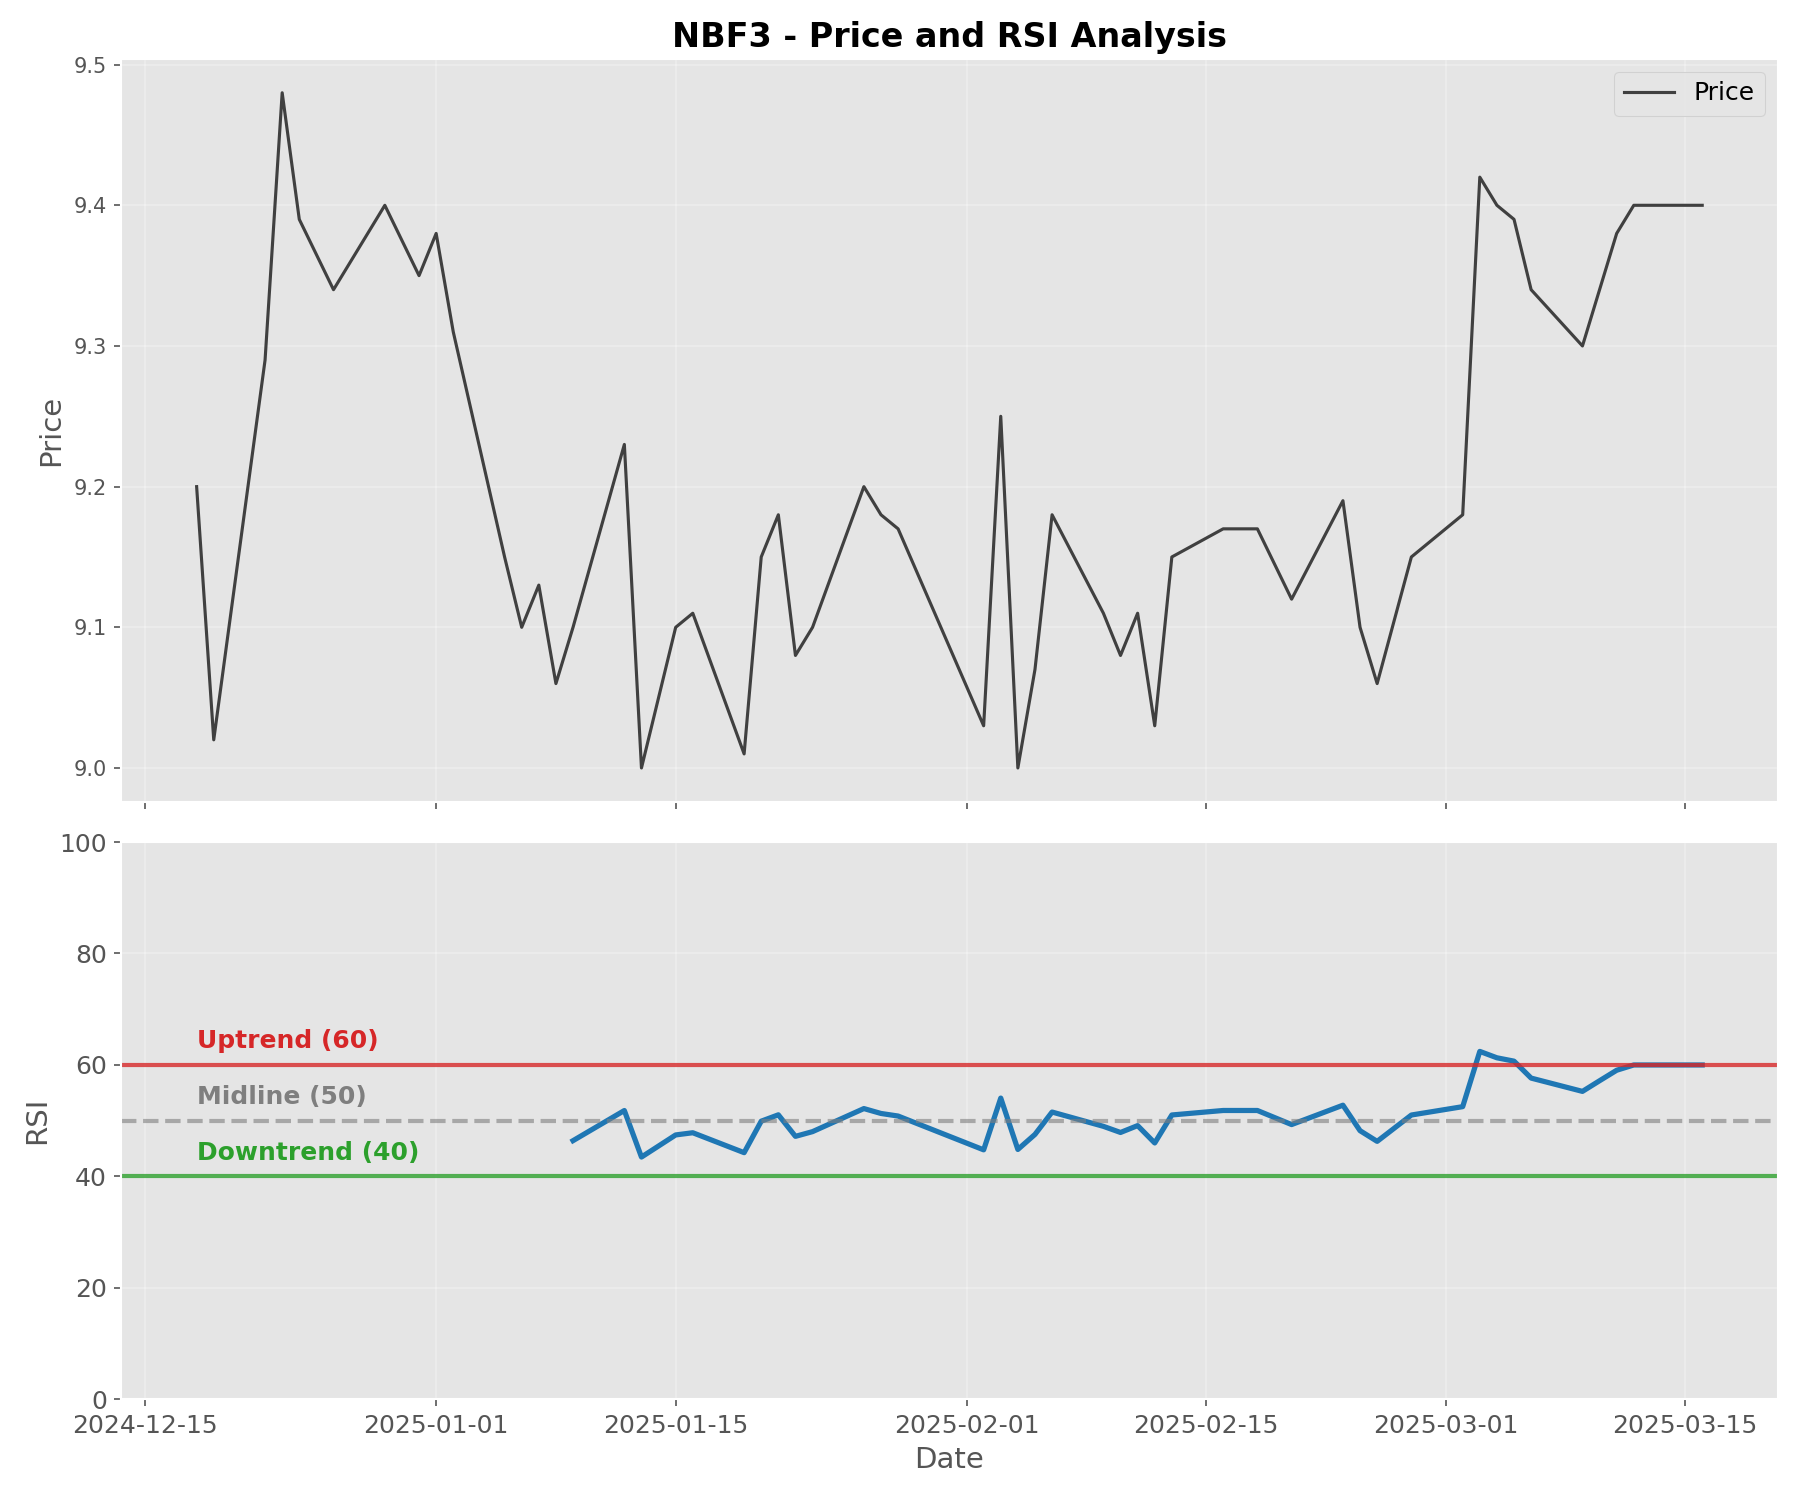 NBF3 - Price and RSI Analysis
Price
9.5
9.4
9.3
9.2
9.1
9.0
Price
100
80
60
40
20
0
RSI
Uptrend (60)
Midline (50)
Downtrend (40)
2024-12-15
2025-01-01
2025-01-15
2025-02-01
2025-02-15
2025-03-01
2025-03-15
Date